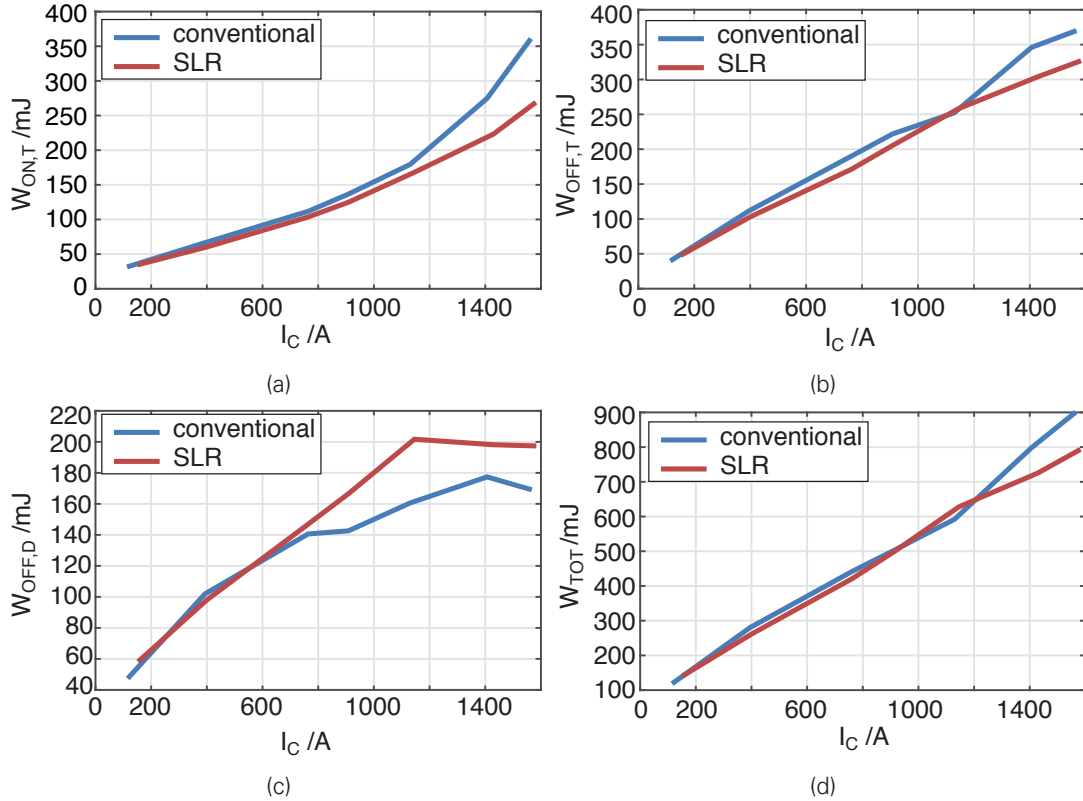 400
350
300
250
200
150
100
50
0
W_ON,T /mJ
conventional
SLR
0 200 600 1000 1400
I_C /A
(a)
400
350
300
250
200
150
100
50
0
W_OFF,T /mJ
conventional
SLR
0 200 600 1000 1400
I_C /A
(b)
220
200
180
160
140
120
100
80
60
40
W_OFF,D /mJ
conventional
SLR
0 200 600 1000 1400
I_C /A
(c)
900
800
700
600
500
400
300
200
100
W_TOT /mJ
conventional
SLR
0 200 600 1000 1400
I_C /A
(d)